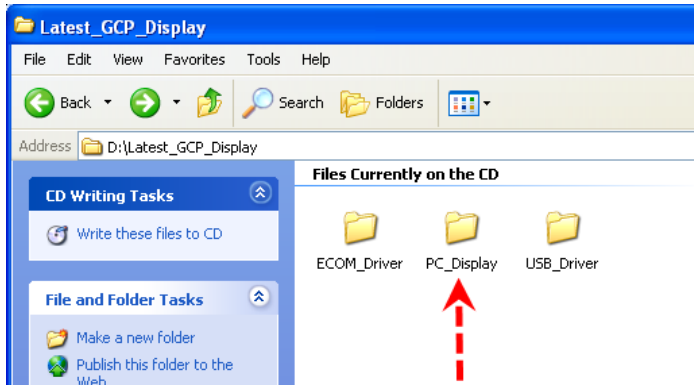 Latest_GCP_Display
File Edit View Favorites Tools Help
Back Search Folders
Address D:\Latest_GCP_Display
Files Currently on the CD
CD Writing Tasks
Write these files to CD
ECOM_Driver PC_Display USB_Driver
File and Folder Tasks
Make a new folder
Publish this folder to the
Web